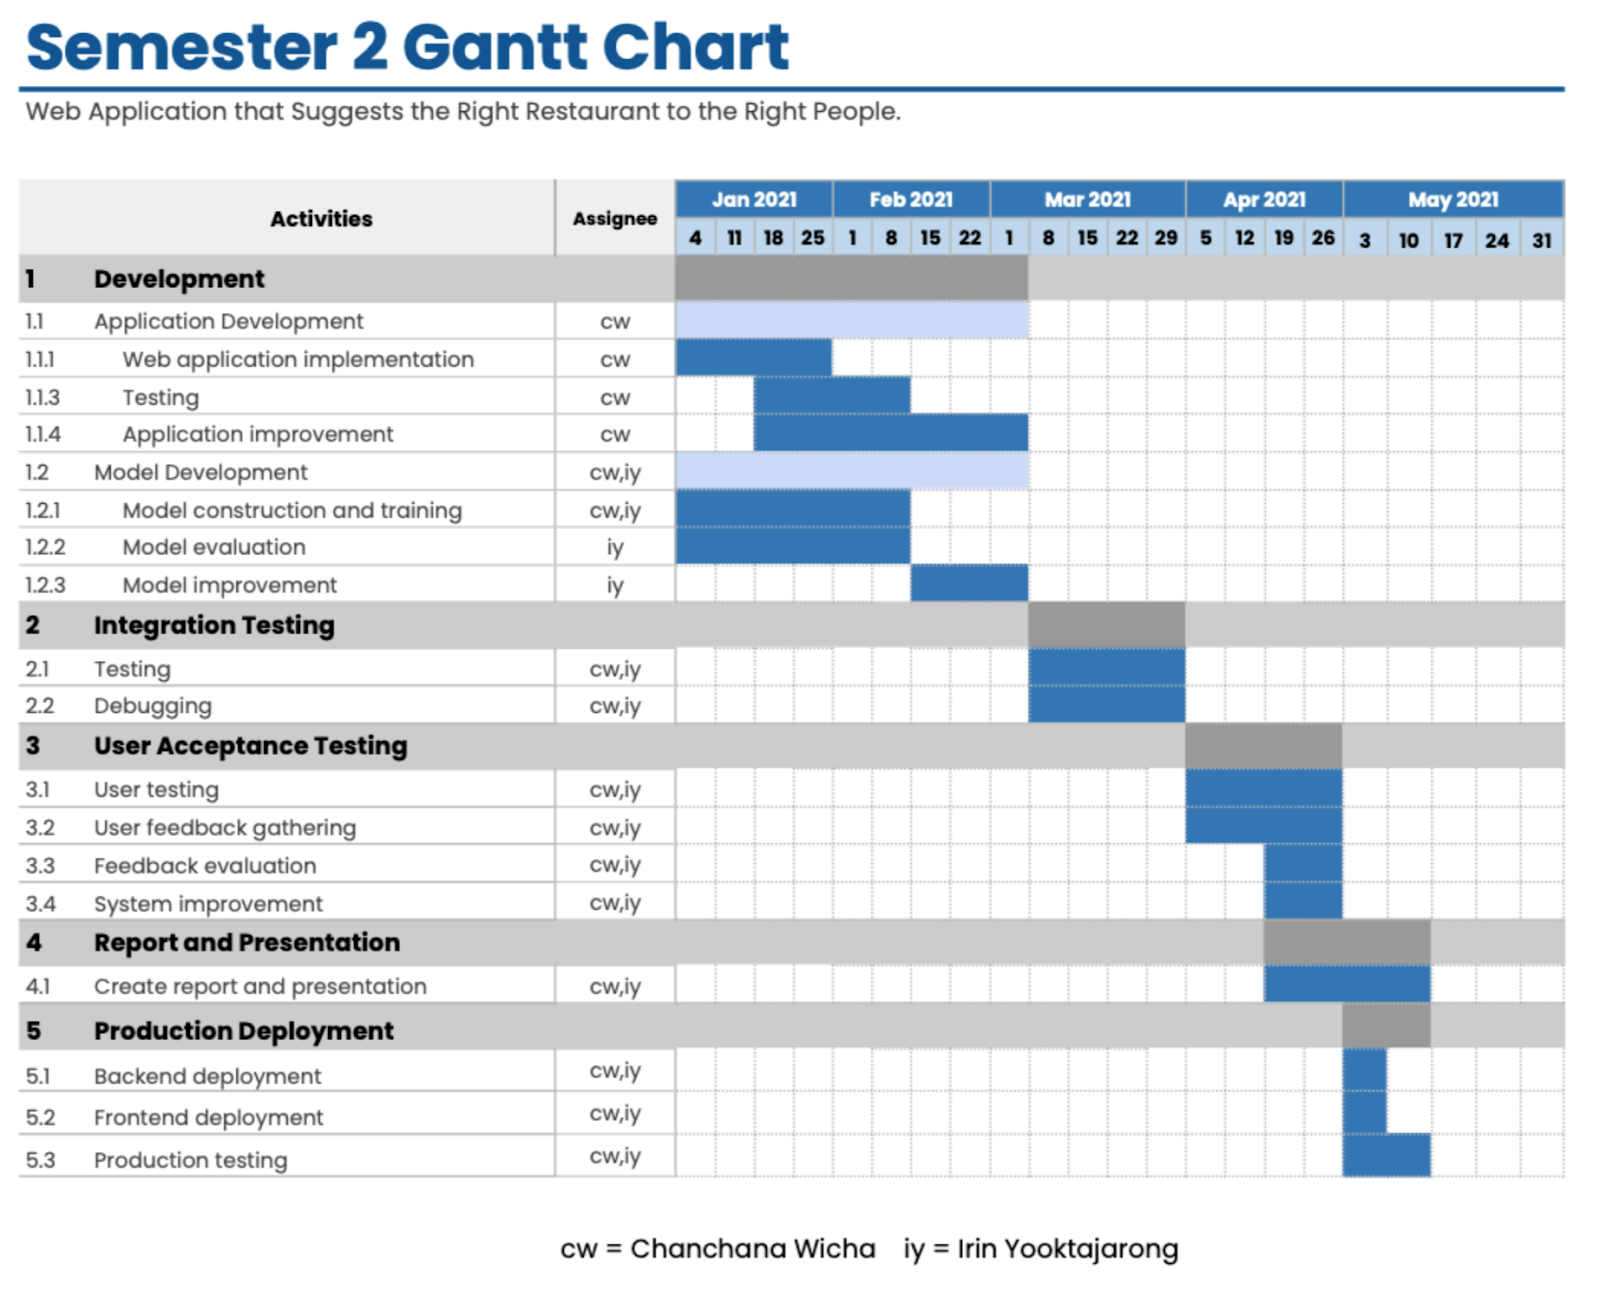 Semester 2 Gantt Chart
Web Application that Suggests the Right Restaurant to the Right People.
Activities Assignee Jan 2021 Feb 2021 Mar 2021 Apr 2021 May 2021
4 11 18 25 1 8 15 22 1 8 15 22 29 5 12 19 26 3 10 17 24 31
1 Development
1.1 Application Development cw
1.1.1 Web application implementation cw
1.1.3 Testing cw
1.1.4 Application improvement cw
1.2 Model Development cw,iy
1.2.1 Model construction and training cw,iy
1.2.2 Model evaluation iy
1.2.3 Model improvement iy
2 Integration Testing
2.1 Testing cw,iy
2.2 Debugging cw,iy
3 User Acceptance Testing
3.1 User testing cw,iy
3.2 User feedback gathering cw,iy
3.3 Feedback evaluation cw,iy
3.4 System improvement cw,iy
4 Report and Presentation
4.1 Create report and presentation cw,iy
5 Production Deployment
5.1 Backend deployment cw,iy
5.2 Frontend deployment cw,iy
5.3 Production testing cw,iy
cw = Chanchana Wicha iy = Irin Yooktajarong